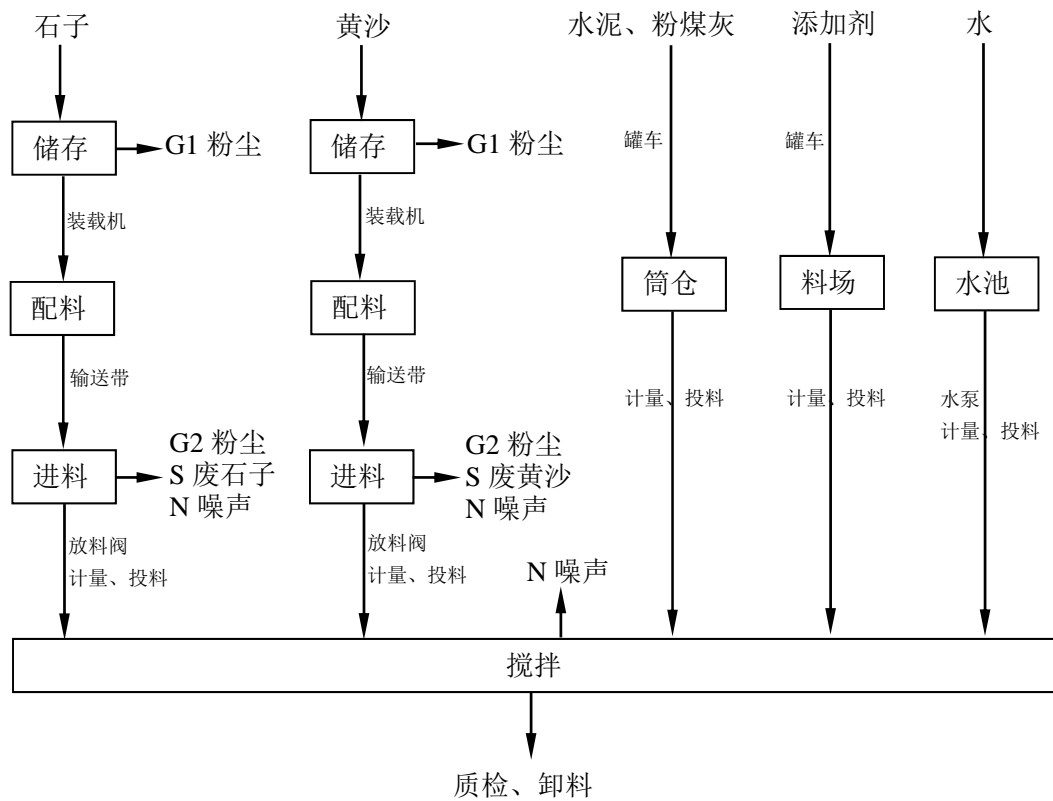 石子
黄沙
水泥、粉煤灰
添加剂
水
储存
G1 粉尘
储存
G1 粉尘
罐车
罐车
装载机
装载机
筒仓
料场
水池
配料
配料
输送带
输送带
计量、投料
计量、投料
水泵
计量、投料
进料
G2 粉尘
S 废石子
N 噪声
进料
G2 粉尘
S 废黄沙
N 噪声
放料阀
计量、投料
放料阀
计量、投料
N 噪声
搅拌
质检、卸料